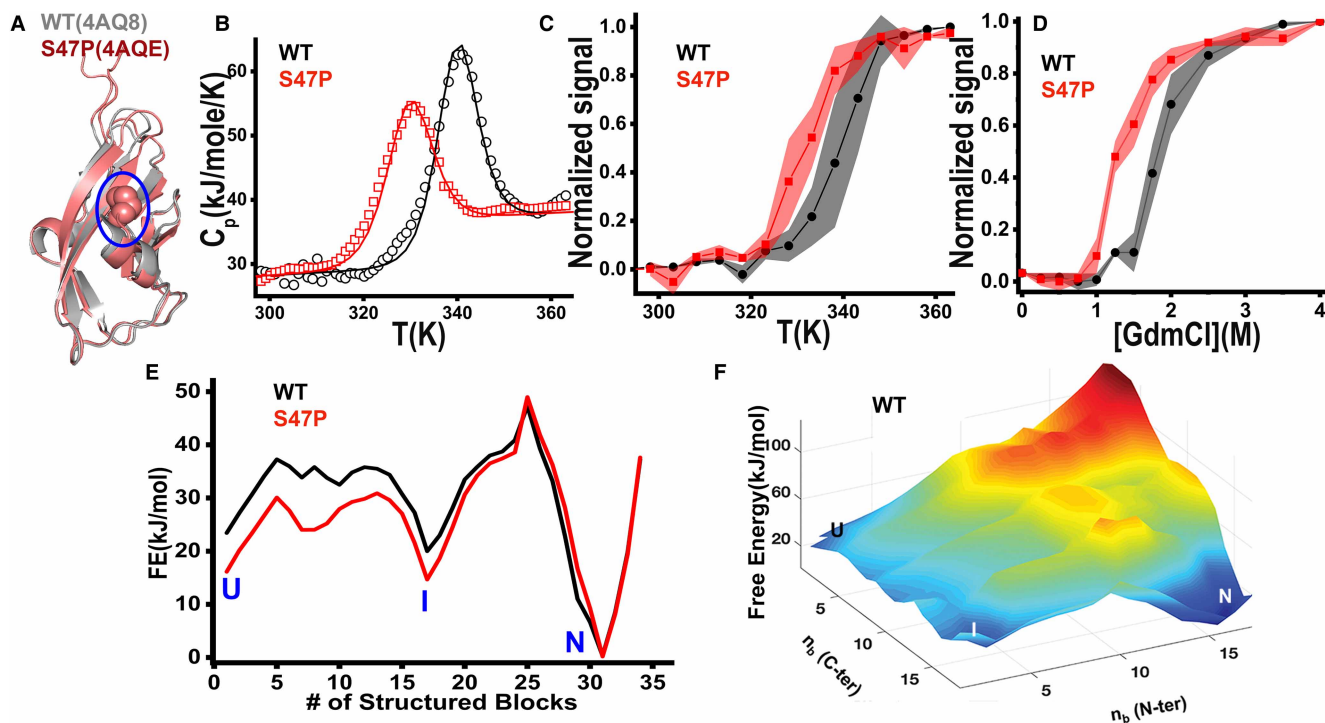 A
WT(4AQ8)
S47P(4AQE)
B
WT
S47P
Cp(kJ/mole/K)
60
50
40
30
300
320
340
360
T(K)
C
WT
S47P
Normalized signal
1.0
0.8
0.6
0.4
0.2
0.0
300
320
340
360
T(K)
D
WT
S47P
Normalized signal
1.0
0.8
0.6
0.4
0.2
0.0
0
1
2
3
4
[GdmCl](M)
E
WT
S47P
FE(kJ/mol)
50
40
30
20
10
0
U
I
N
0
5
10
15
20
25
30
35
# of Structured Blocks
F
WT
Free Energy(kJ/mol)
100
60
20
U
I
N
5
10
15
nb (C-ter)
5
10
15
nb (N-ter)